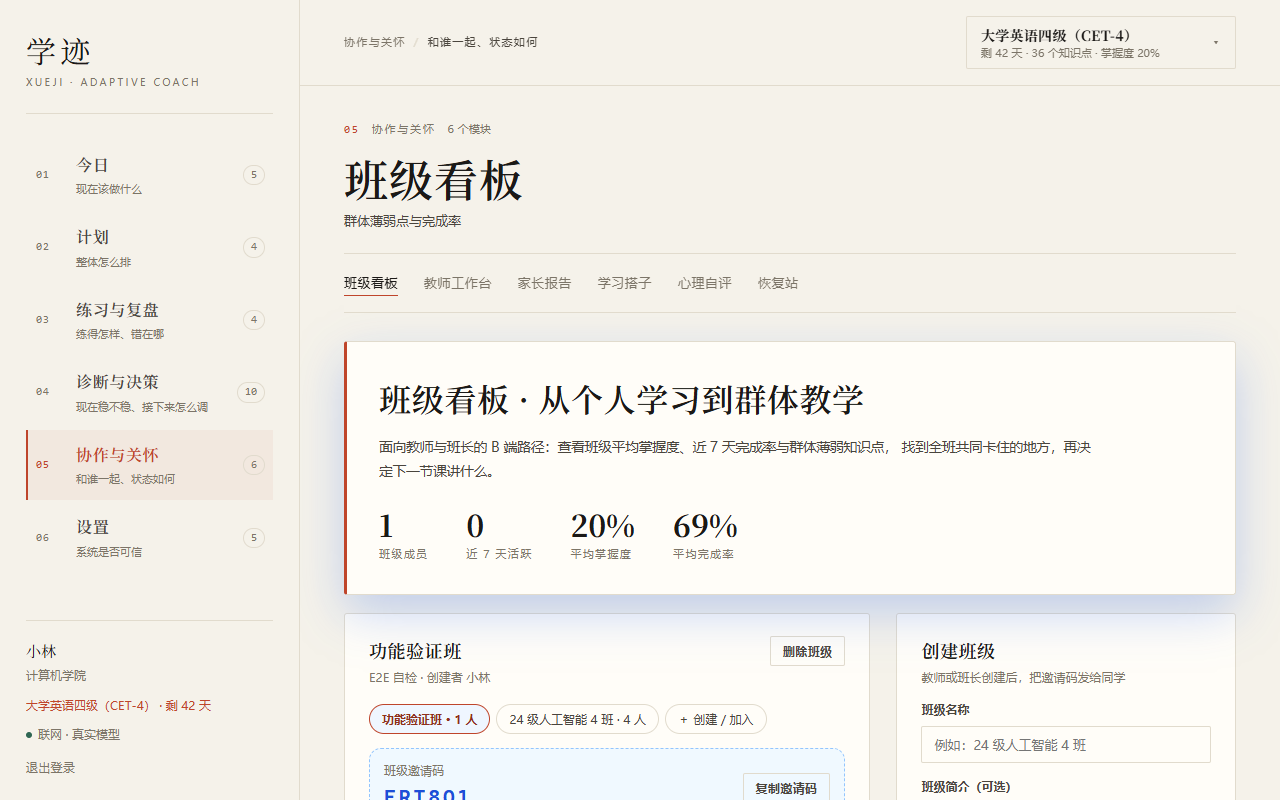 学迹
XUEJI · ADAPTIVE COACH
01 今日 5
现在该做什么
02 计划 4
整体怎么排
03 练习与复盘 4
练得怎样、错在哪
04 诊断与决策 10
现在稳不稳、接下来怎么调
05 协作与关怀 6
和谁一起、状态如何
06 设置 5
系统是否可信
小林
计算机学院
大学英语四级（CET-4） · 剩 42 天
联网 · 真实模型
退出登录
协作与关怀 / 和谁一起、状态如何
大学英语四级（CET-4）
剩 42 天 · 36 个知识点 · 掌握度 20%
05 协作与关怀 6 个模块
班级看板
群体薄弱点与完成率
班级看板 教师工作台 家长报告 学习搭子 心理自评 恢复站
班级看板 · 从个人学习到群体教学
面向教师与班长的 B 端路径：查看班级平均掌握度、近 7 天完成率与群体薄弱知识点， 找到全班共同卡住的地方，再决
定下一节课讲什么。
1 0 20% 69%
班级成员 近 7 天活跃 平均掌握度 平均完成率
功能验证班 删除班级
E2E 自检 · 创建者 小林
功能验证班 • 1 人 24 级人工智能 4 班 · 4 人 + 创建 / 加入
班级邀请码
FRT801 复制邀请码
创建班级
教师或班长创建后，把邀请码发给同学
班级名称
例如：24 级人工智能 4 班
班级简介（可选）